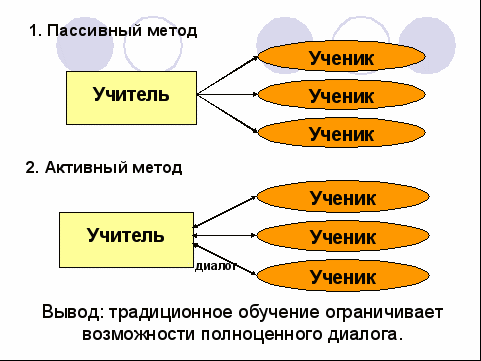 1. Пассивный метод
Учитель
Ученик
Ученик
Ученик
2. Активный метод
Учитель
диалог
Ученик
Ученик
Ученик
Вывод: традиционное обучение ограничивает
возможности полноценного диалога.